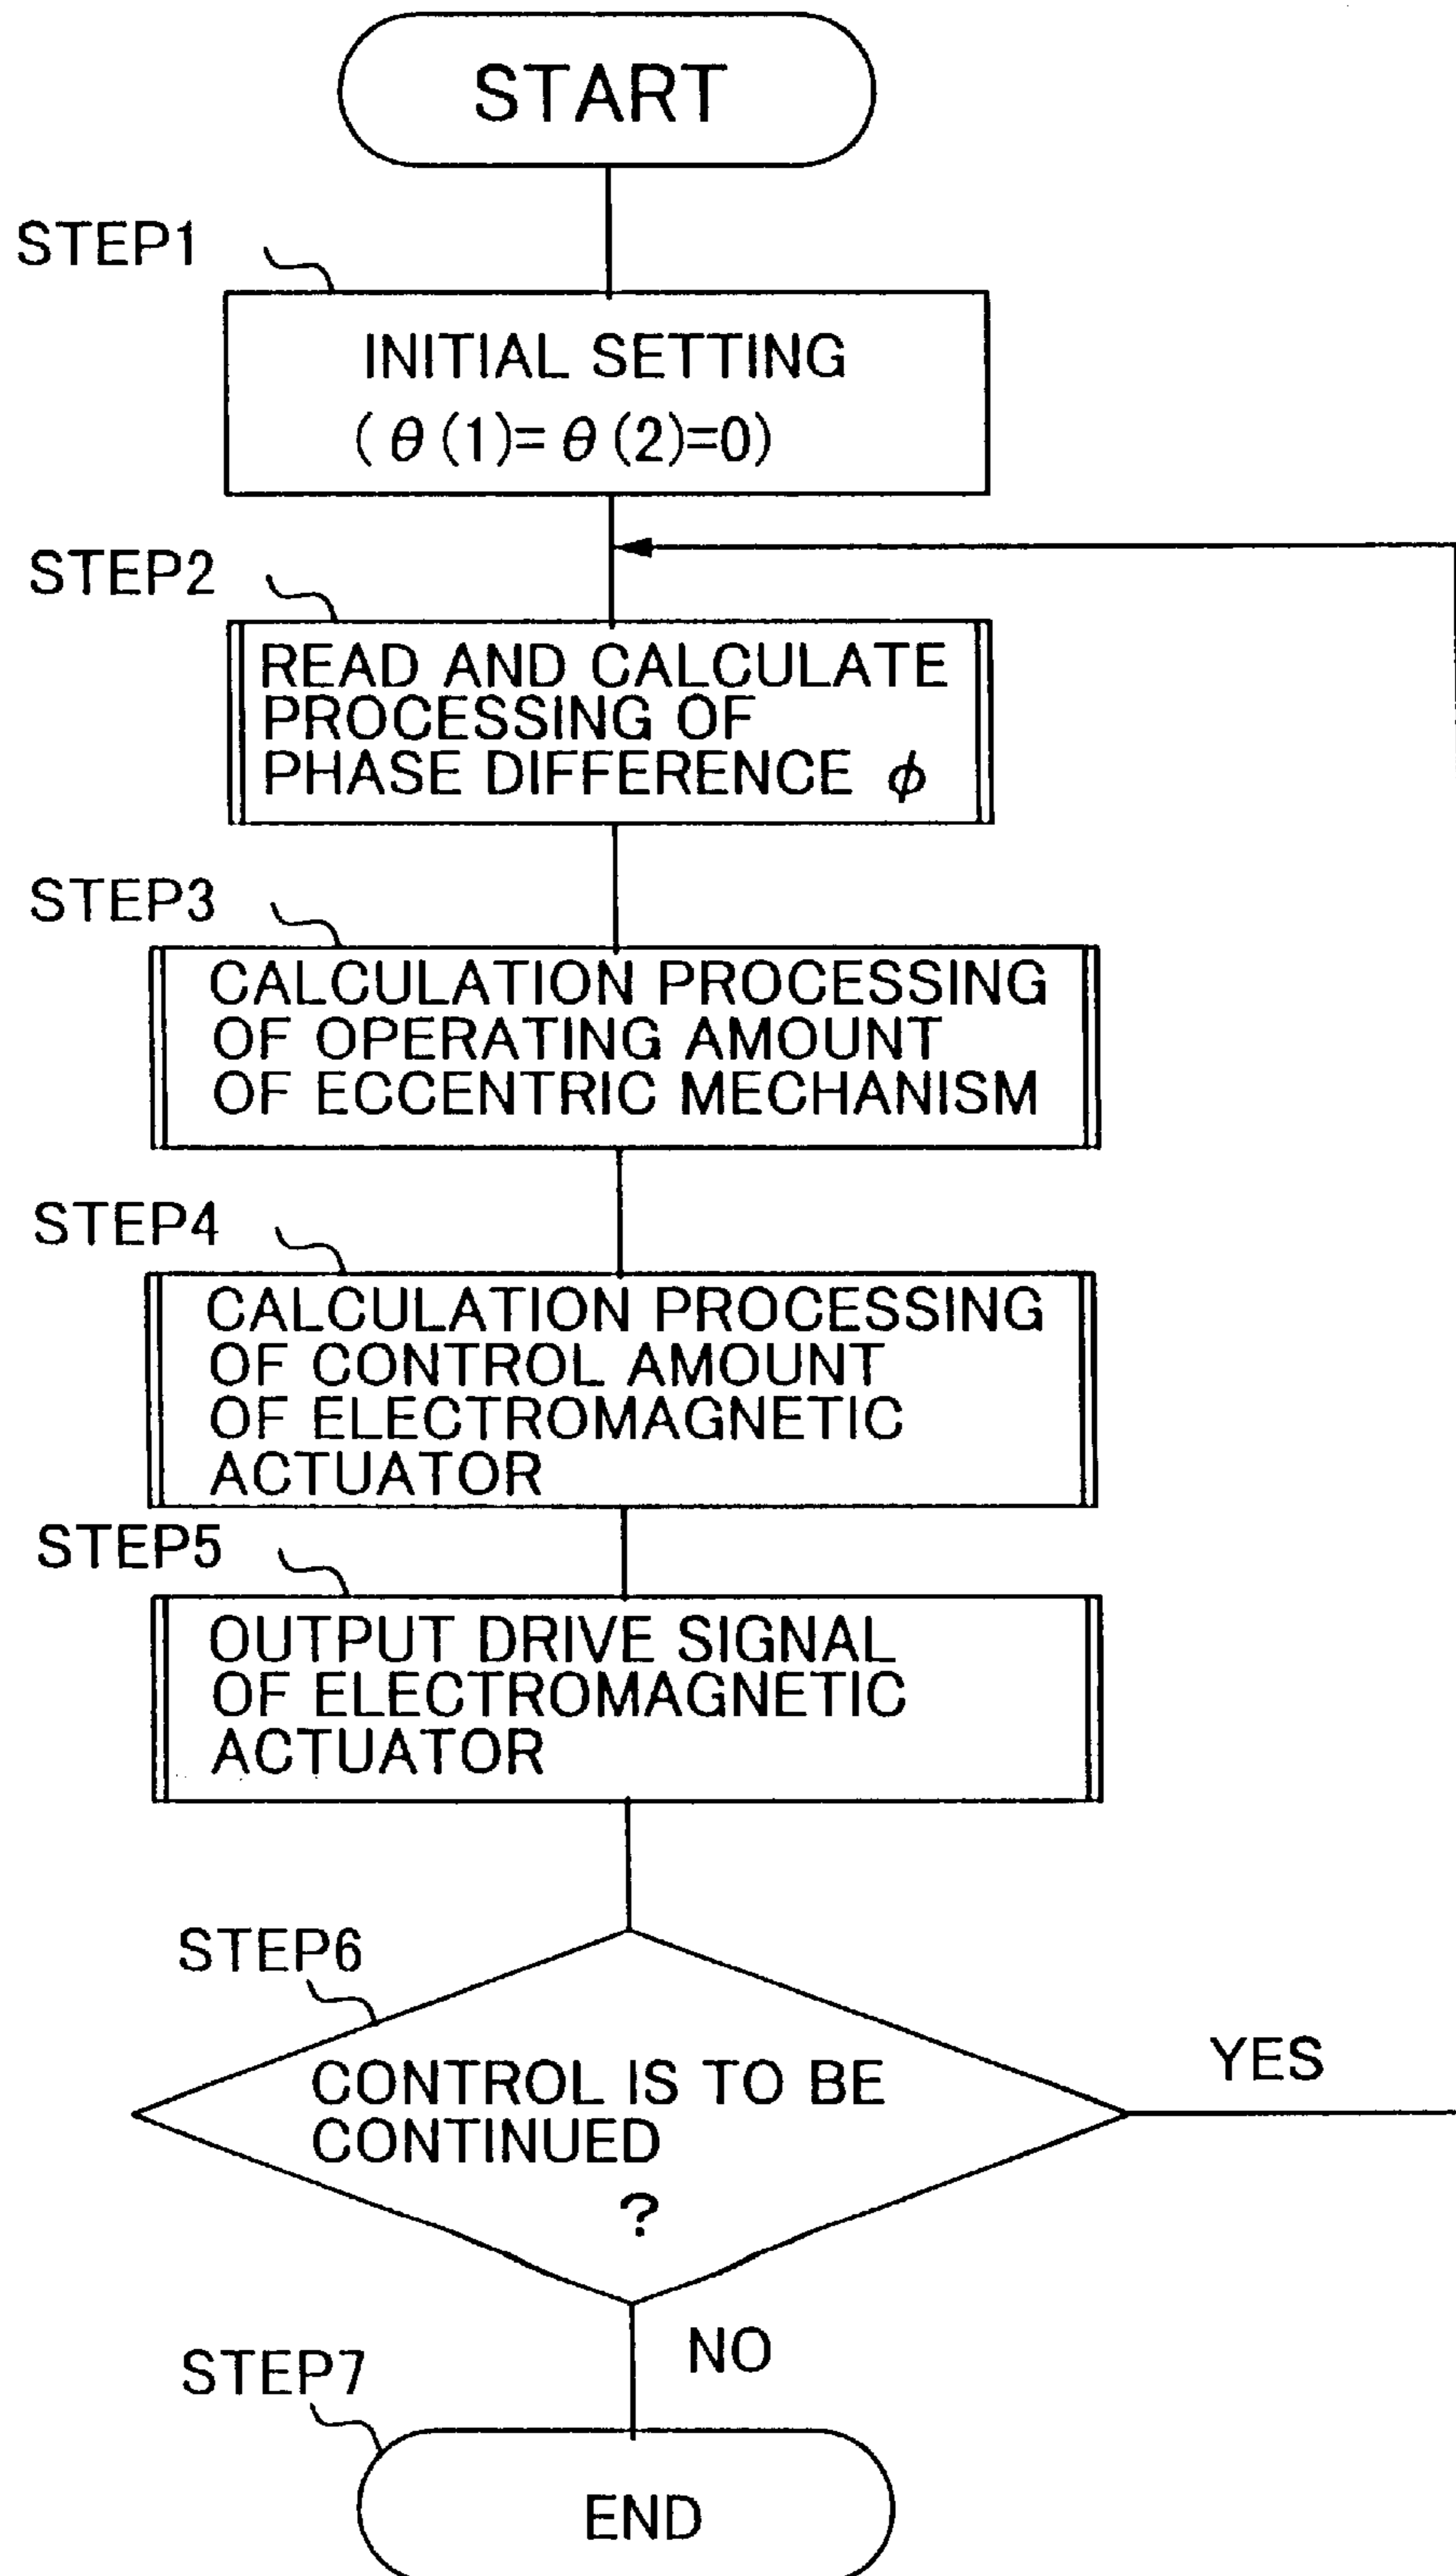 START
STEP1
INITIAL SETTING
( θ (1)= θ (2)=0)
STEP2
READ AND CALCULATE
PROCESSING OF
PHASE DIFFERENCE ϕ
STEP3
CALCULATION PROCESSING
OF OPERATING AMOUNT
OF ECCENTRIC MECHANISM
STEP4
CALCULATION PROCESSING
OF CONTROL AMOUNT
OF ELECTROMAGNETIC
ACTUATOR
STEP5
OUTPUT DRIVE SIGNAL
OF ELECTROMAGNETIC
ACTUATOR
STEP6
CONTROL IS TO BE
CONTINUED
?
YES
NO
STEP7
END